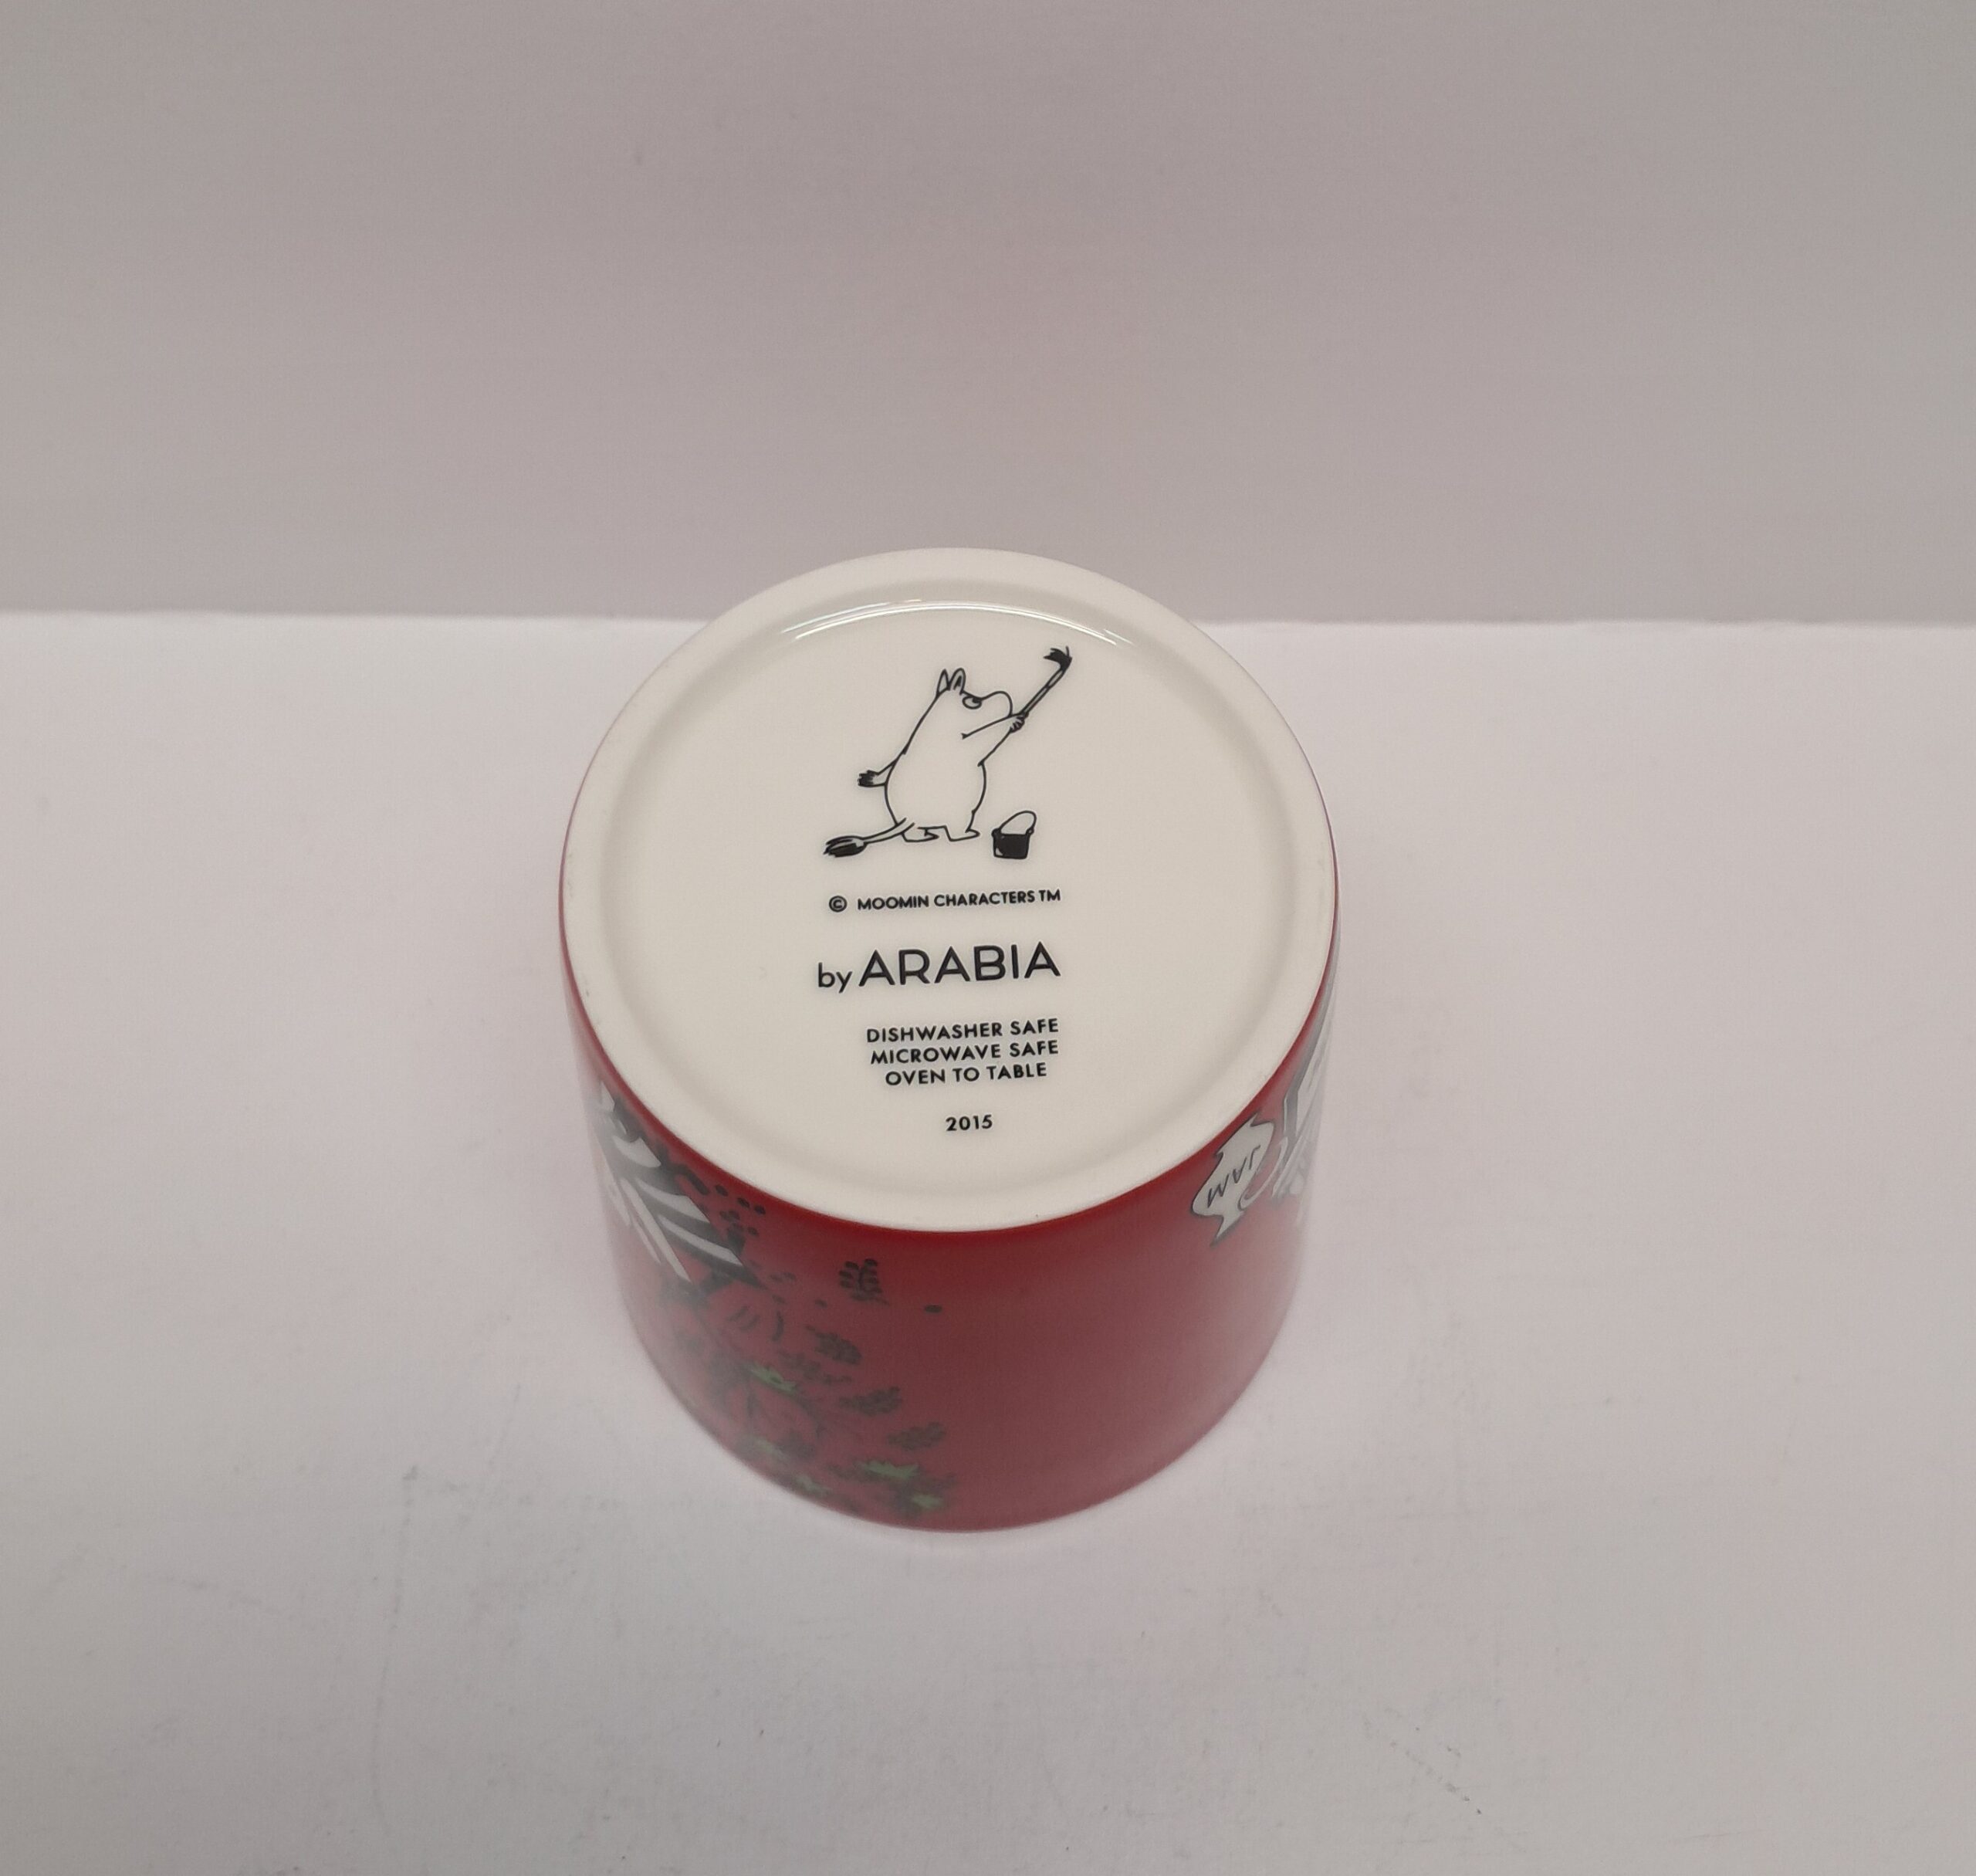 © MOOMIN CHARACTERS TM
by ARABIA
DISHWASHER SAFE
MICROWAVE SAFE
OVEN TO TABLE
2015
JAM